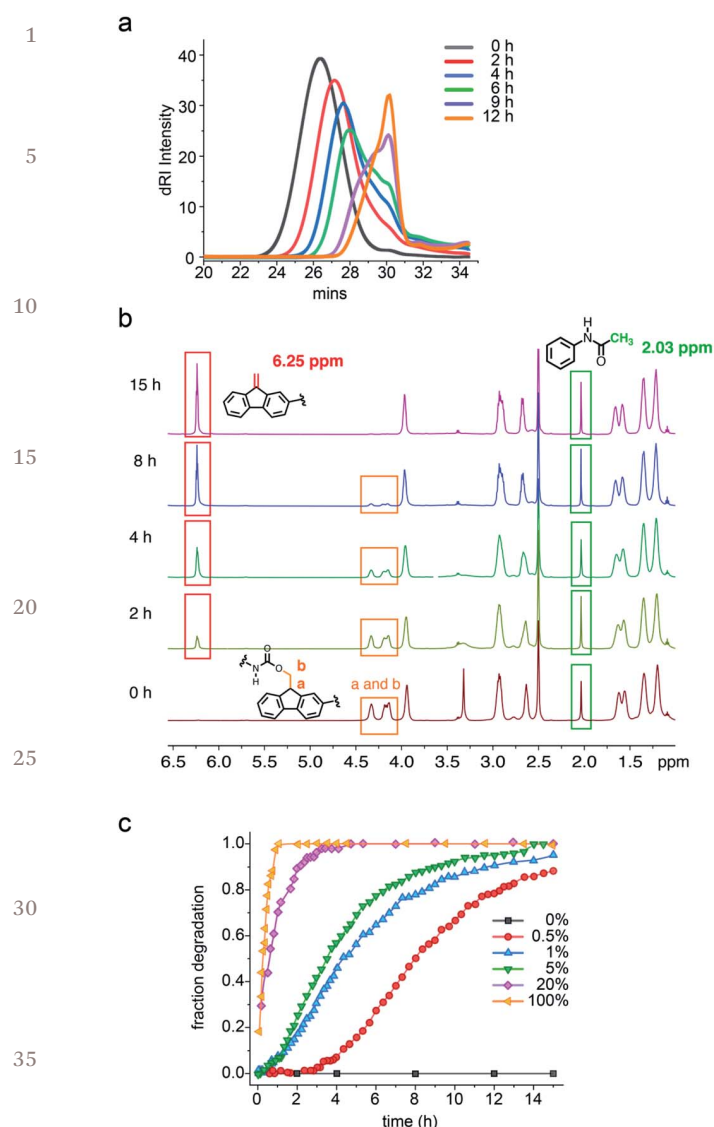 1
5
10
15
20
25
30
35
a
dRI Intensity
40
30
20
10
0
20 22 24 26 28 30 32 34
mins
0 h
2 h
4 h
6 h
9 h
12 h
b
6.25 ppm
H
N
O
CH3
2.03 ppm
15 h
8 h
4 h
2 h
0 h
N
H
O
O
b
a
a and b
6.5 6.0 5.5 5.0 4.5 4.0 3.5 3.0 2.5 2.0 1.5 ppm
c
fraction degradation
1.0
0.8
0.6
0.4
0.2
0.0
0 2 4 6 8 10 12 14
time (h)
0%
0.5%
1%
5%
20%
100%